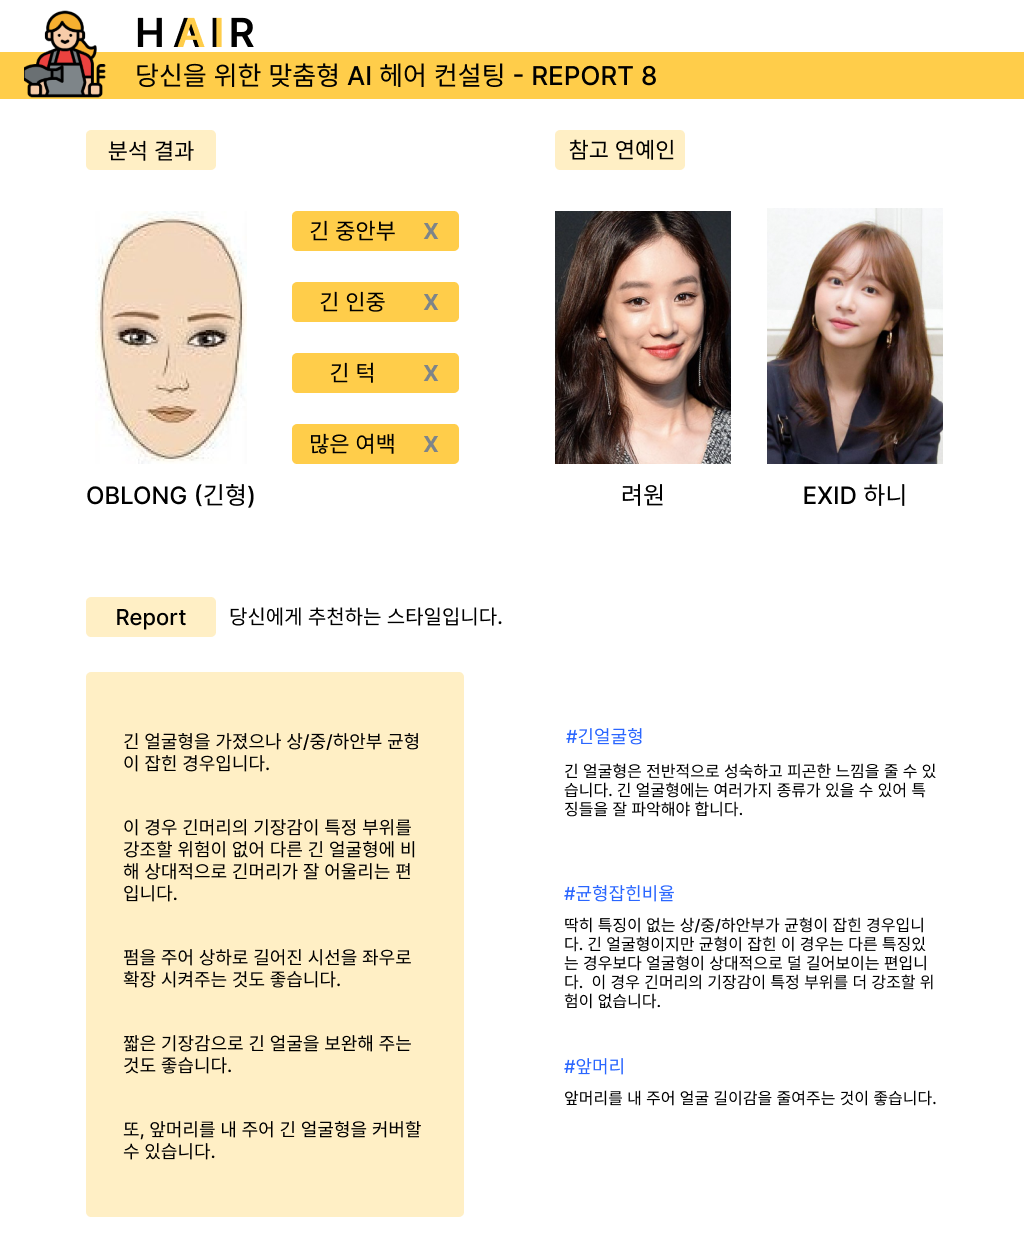 HAIR
당신을 위한 맞춤형 AI 헤어 컨설팅 - REPORT 8
분석 결과
참고 연예인
긴 중안부 X
긴 인중 X
긴 턱 X
많은 여백 X
OBLONG (긴형)
려원
EXID 하니
Report
당신에게 추천하는 스타일입니다.
긴 얼굴형을 가졌으나 상/중/하안부 균형
이 잡힌 경우입니다.
이 경우 긴머리의 기장감이 특정 부위를
강조할 위험이 없어 다른 긴 얼굴형에 비
해 상대적으로 긴머리가 잘 어울리는 편
입니다.
펌을 주어 상하로 길어진 시선을 좌우로
확장 시켜주는 것도 좋습니다.
짧은 기장감으로 긴 얼굴을 보완해 주는
것도 좋습니다.
또, 앞머리를 내 주어 긴 얼굴형을 커버할
수 있습니다.
#긴얼굴형
긴 얼굴형은 전반적으로 성숙하고 피곤한 느낌을 줄 수 있
습니다. 긴 얼굴형에는 여러가지 종류가 있을 수 있어 특
징들을 잘 파악해야 합니다.
#균형잡힌비율
딱히 특징이 없는 상/중/하안부가 균형이 잡힌 경우입니
다. 긴 얼굴형이지만 균형이 잡힌 이 경우는 다른 특징있
는 경우보다 얼굴형이 상대적으로 덜 길어보이는 편입니
다.  이 경우 긴머리의 기장감이 특정 부위를 더 강조할 위
험이 없습니다.
#앞머리
앞머리를 내 주어 얼굴 길이감을 줄여주는 것이 좋습니다.